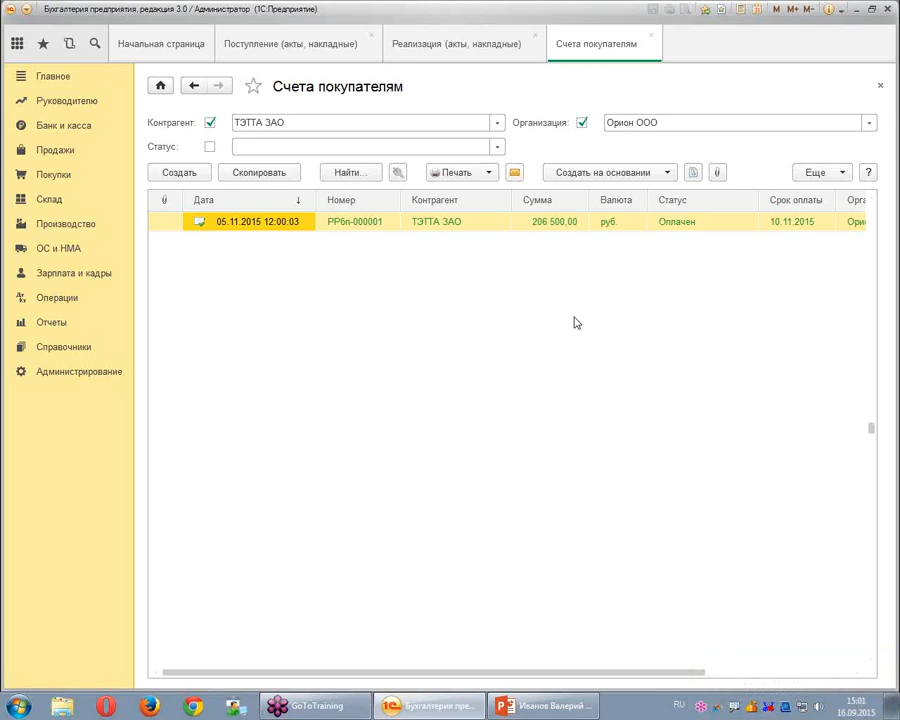 Бухгалтерия предприятия, редакция 3.0 / Администратор (1С:Предприятие)
M M+ M-
Начальная страница
Поступление (акты, накладные)
Реализация (акты, накладные)
Счета покупателям
Главное
Руководителю
Банк и касса
Продажи
Покупки
Склад
Производство
ОС и НМА
Зарплата и кадры
Операции
Отчеты
Справочники
Администрирование
Счета покупателям
Контрагент: ТЭТТА ЗАО Организация: Орион ООО
Статус:
Создать Скопировать Найти... Печать Создать на основании Еще ?
Дата Номер Контрагент Сумма Валюта Статус Срок оплаты Орга
05.11.2015 12:00:03 РРбп-000001 ТЭТТА ЗАО 206 500,00 руб. Оплачен 10.11.2015 Орио
GoToTraining
Бухгалтерия пре...
Иванов Валерий ...
RU
15:01
16.09.2015